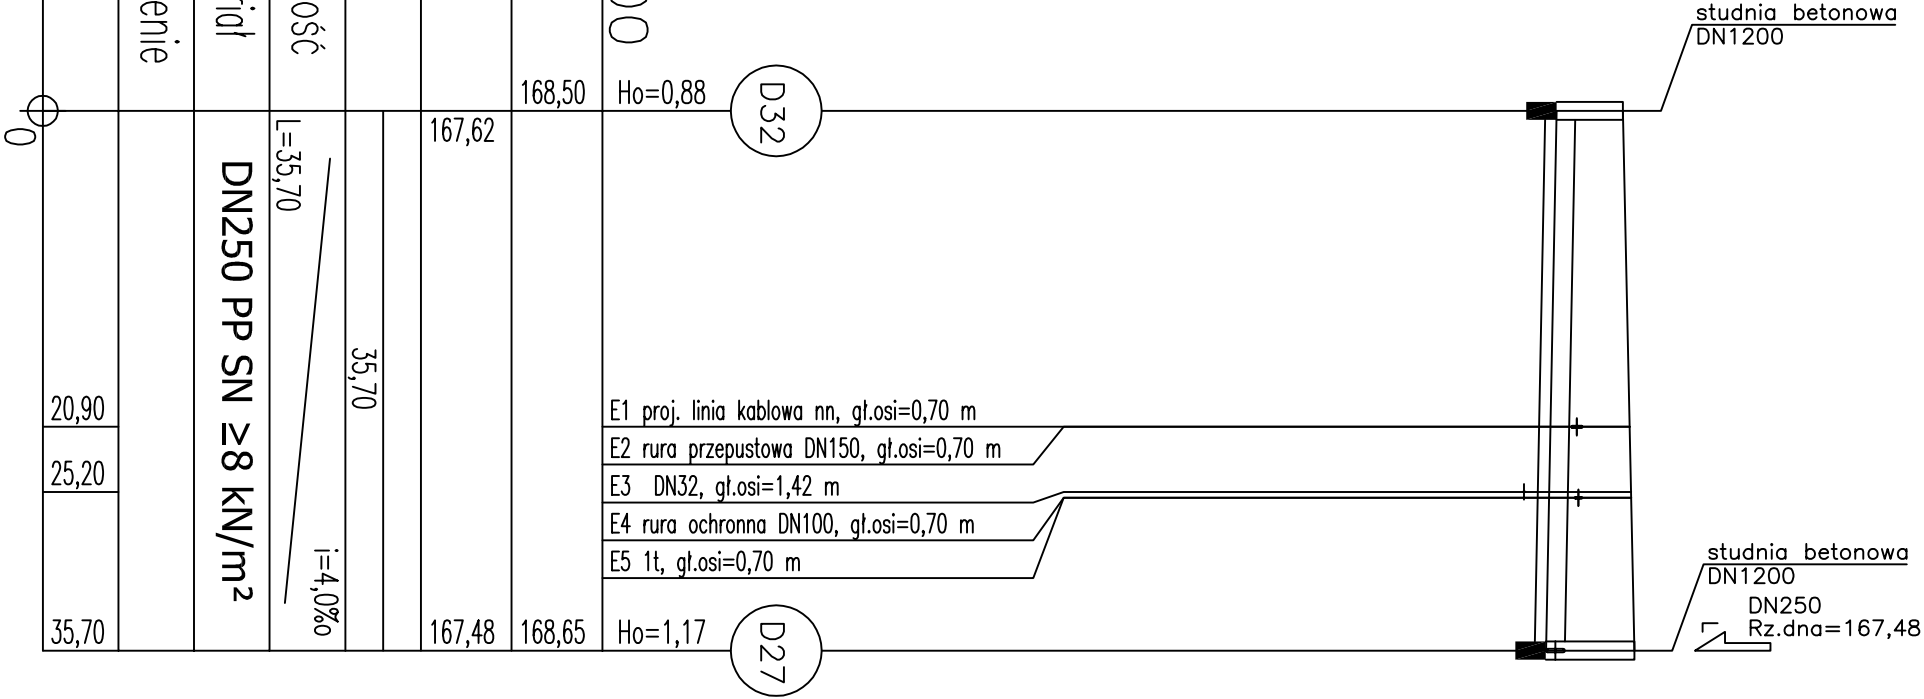 studnia betonowa
DN1200
168,50
Ho=0,88
D32
167,62
0
L=35,70
DN250 PP SN ≥8 kN/m²
35,70
i=4,0‰
20,90
25,20
35,70
E1 proj. linia kablowa nn, gł.osi=0,70 m
E2 rura przepustowa DN150, gł.osi=0,70 m
E3 DN32, gł.osi=1,42 m
E4 rura ochronna DN100, gł.osi=0,70 m
E5 1t, gł.osi=0,70 m
167,48
168,65
Ho=1,17
D27
studnia betonowa
DN1200
DN250
Rz.dna=167,48